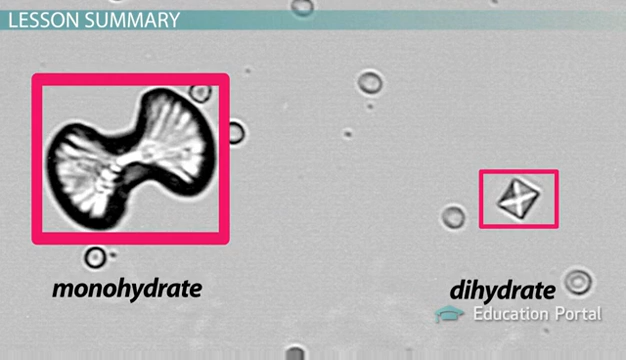 LESSON SUMMARY
monohydrate
dihydrate
Education Portal